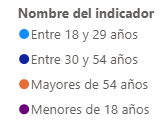 Nombre del indicador
Entre 18 y 29 años
Entre 30 y 54 años
Mayores de 54 años
Menores de 18 años